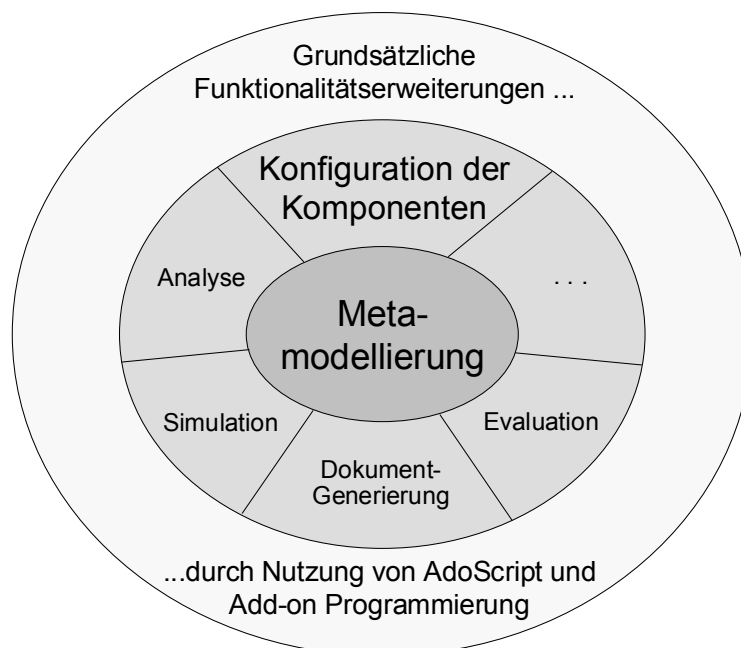 Grundsätzliche
Funktionalitätserweiterungen ...
Konfiguration der
Komponenten
Analyse
. . .
Meta-
modellierung
Simulation
Evaluation
Dokument-
Generierung
...durch Nutzung von AdoScript und
Add-on Programmierung